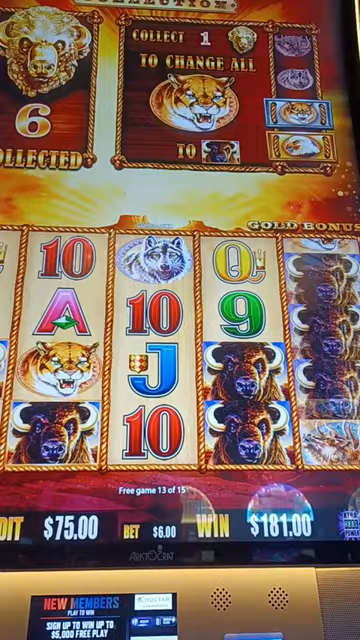 COLLECTION
COLLECT 1
TO CHANGE ALL
6
COLLECTED
TO
GOLD BONUS
10
Q
A
10
9
J
10
Free game 13 of 15
CREDIT $75.00 BET $6.00 WIN $181.00
ARISTOCRAT
NEW MEMBERS
PLAY TO WIN
SIGN UP TO WIN UP TO
$5,000 FREE PLAY